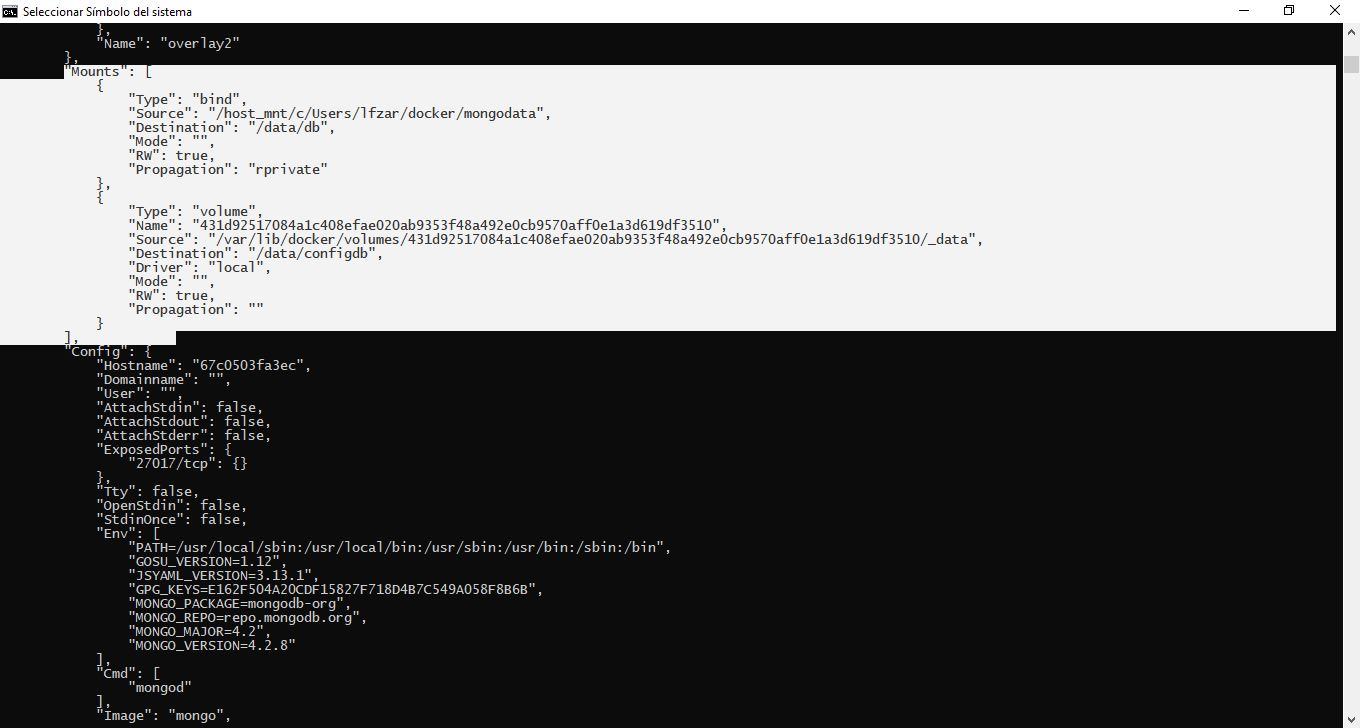 Seleccionar Símbolo del sistema
},
"Name": "overlay2"
},
"Mounts": [
{
"Type": "bind",
"Source": "/host_mnt/c/Users/lfzar/docker/mongodata",
"Destination": "/data/db",
"Mode": "",
"RW": true,
"Propagation": "rprivate"
},
{
"Type": "volume",
"Name": "431d92517084a1c408efae020ab9353f48a492e0cb9570aff0e1a3d619df3510",
"Source": "/var/lib/docker/volumes/431d92517084a1c408efae020ab9353f48a492e0cb9570aff0e1a3d619df3510/_data",
"Destination": "/data/configdb",
"Driver": "local",
"Mode": "",
"RW": true,
"Propagation": ""
}
],
"Config": {
"Hostname": "67c0503fa3ec",
"Domainname": "",
"User": "",
"AttachStdin": false,
"AttachStdout": false,
"AttachStderr": false,
"ExposedPorts": {
"27017/tcp": {}
},
"Tty": false,
"OpenStdin": false,
"StdinOnce": false,
"Env": [
"PATH=/usr/local/sbin:/usr/local/bin:/usr/sbin:/usr/bin:/sbin:/bin",
"GOSU_VERSION=1.12",
"JSYAML_VERSION=3.13.1",
"GPG_KEYS=E162F504A20CDF15827F718D4B7C549A058F8B6B",
"MONGO_PACKAGE=mongodb-org",
"MONGO_REPO=repo.mongodb.org",
"MONGO_MAJOR=4.2",
"MONGO_VERSION=4.2.8"
],
"Cmd": [
"mongod"
],
"Image": "mongo",